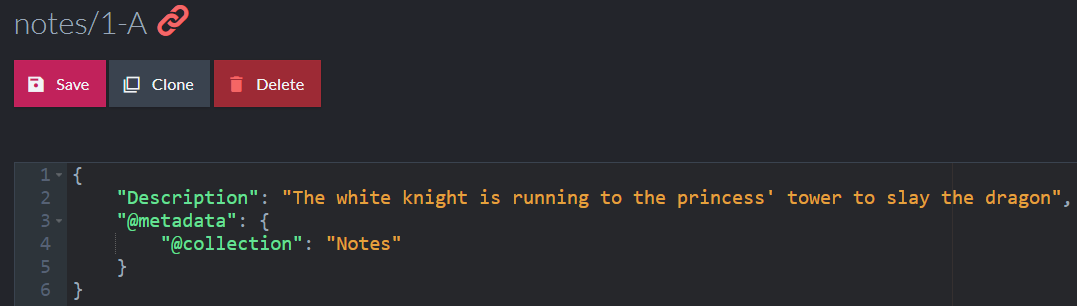 notes/1-A
Save Clone Delete
1 {
2 "Description": "The white knight is running to the princess' tower to slay the dragon",
3 "@metadata": {
4 "@collection": "Notes"
5 }
6 }